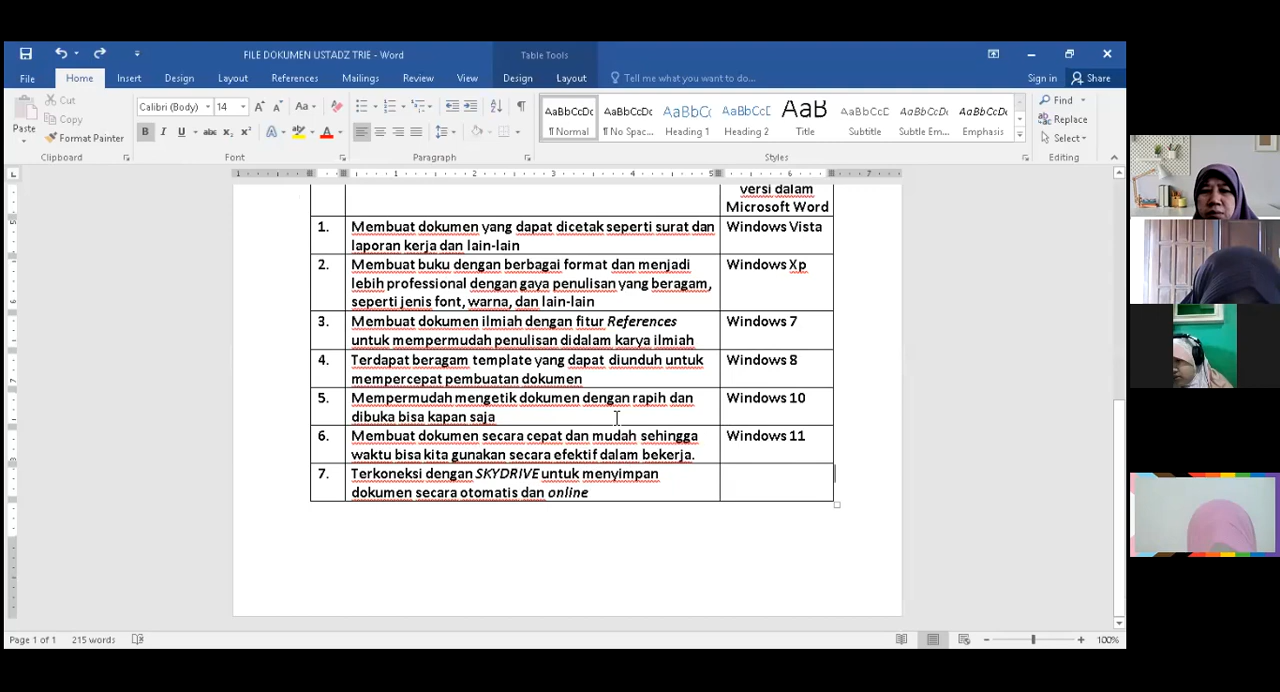 FILE DOKUMEN USTADZ TRIE - Word
Table Tools
File Home Insert Design Layout References Mailings Review View Design Layout Tell me what you want to do... Sign in Share
Paste
Cut
Copy
Format Painter
Calibri (Body) 14
Clipboard
Font
Paragraph
AaBbCcDc AaBbCcDc AaBbCc AaBbCcE AaB AaBbCcD AaBbCcDc AaBbCcDc
¶ Normal ¶ No Spac... Heading 1 Heading 2 Title Subtitle Subtle Em... Emphasis
Styles
Find
Replace
Select
Editing
versi dalam
Microsoft Word
1. Membuat dokumen yang dapat dicetak seperti surat dan Windows Vista
laporan kerja dan lain-lain
2. Membuat buku dengan berbagai format dan menjadi Windows Xp
lebih professional dengan gaya penulisan yang beragam,
seperti jenis font, warna, dan lain-lain
3. Membuat dokumen ilmiah dengan fitur References Windows 7
untuk mempermudah penulisan didalam karya ilmiah
4. Terdapat beragam template yang dapat diunduh untuk Windows 8
mempercepat pembuatan dokumen
5. Mempermudah mengetik dokumen dengan rapih dan Windows 10
dibuka bisa kapan saja
6. Membuat dokumen secara cepat dan mudah sehingga Windows 11
waktu bisa kita gunakan secara efektif dalam bekerja.
7. Terkoneksi dengan SKYDRIVE untuk menyimpan
dokumen secara otomatis dan online
Page 1 of 1 215 words 100%